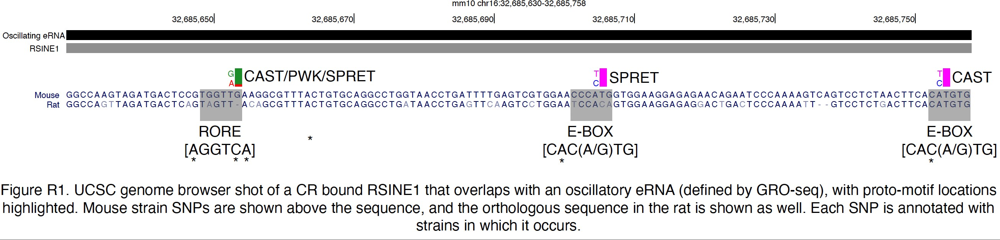 mm10 chr16:32,685,630-32,685,758
32,685,650| 32,685,670| 32,685,690| 32,685,710| 32,685,730| 32,685,750|
Oscillating eRNA
RSINE1
G CAST/PWK/SPRET T SPRET T CAST
A C C
Mouse GGCCAAGTAGATGACTCCGTGGTTGAAGGCGTTTACTGTGCAGGCCTGGTAACCTGATTTTGAGTCGTGGAACCCATGGTGGAAGGAGAGAACAGAATCCCAAAAGTCAGTCCTCTAACTTCACATGTG
Rat GGCCAGTTAGATGACTCAGTAGTT-ACAGCGTTTACTGTGCAGGCCTGATAACCTGAGTTCAAGTCCTGGAATCCACAGTGGAAGGAGAGGACTGACTCCCAAAATT--GTCCTCTGACTTCACATGTG
RORE E-BOX E-BOX
*
[AGGTCA] [CAC(A/G)TG] [CAC(A/G)TG]
* * * * *
Figure R1. UCSC genome browser shot of a CR bound RSINE1 that overlaps with an oscillatory eRNA (defined by GRO-seq), with proto-motif locations
highlighted. Mouse strain SNPs are shown above the sequence, and the orthologous sequence in the rat is shown as well. Each SNP is annotated with
strains in which it occurs.